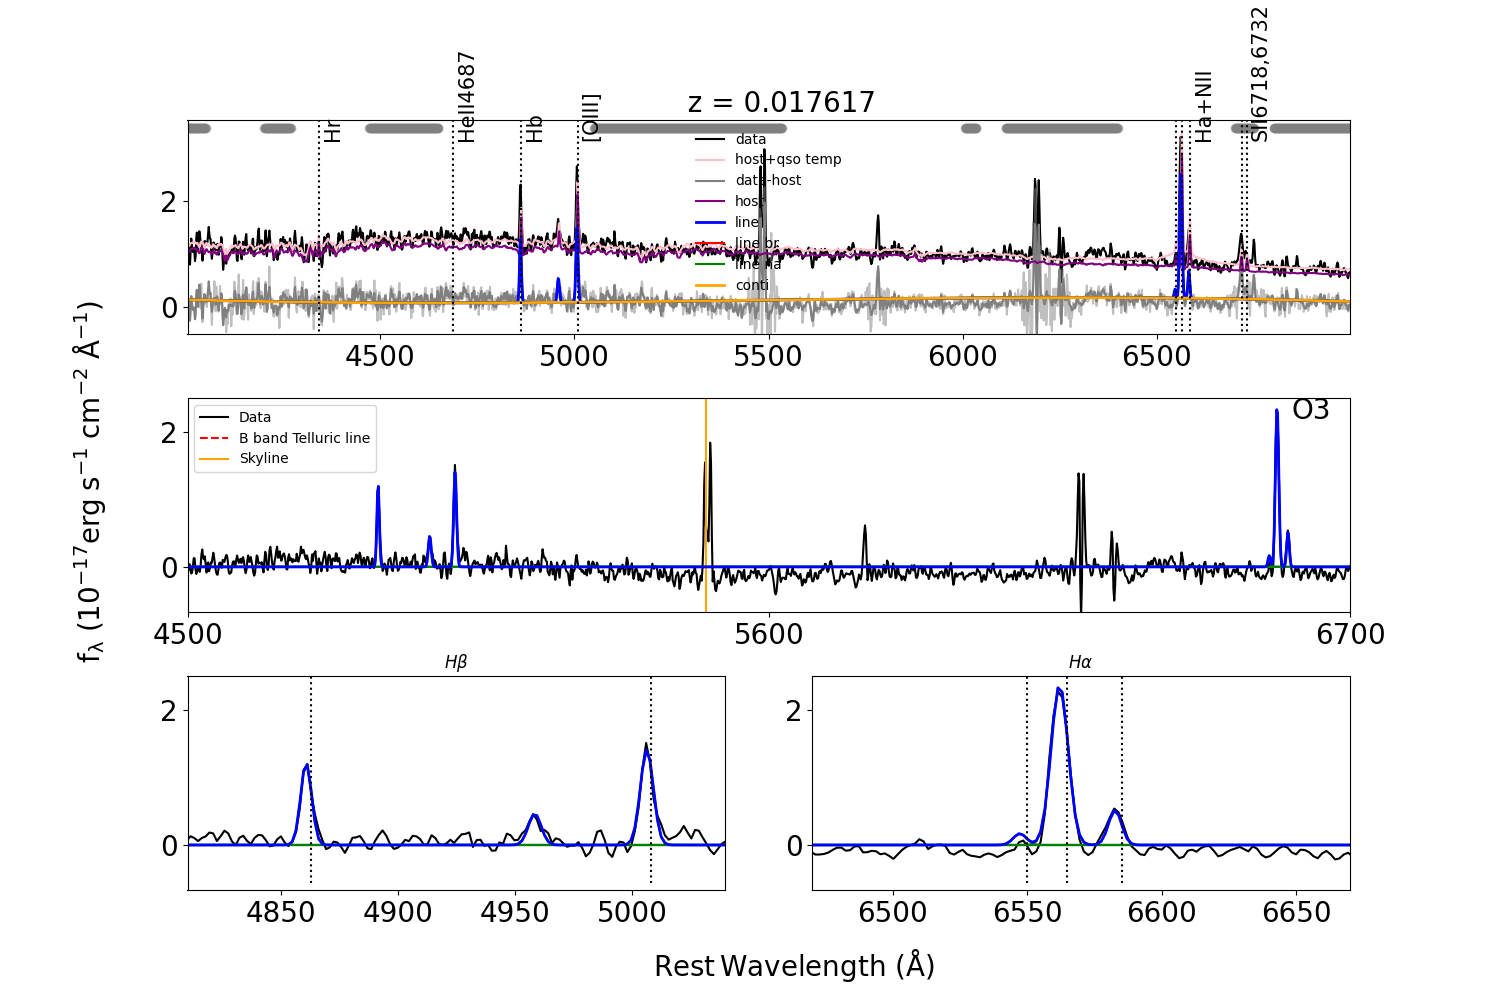 z = 0.017617
Hr
HeII4687
Hb
[OIII]
Ha+NII
SII6718,6732
data
host+qso temp
data-host
host
line
line br
line na
conti
2
0
4500
5000
5500
6000
6500
fλ (10⁻¹⁷erg s⁻¹ cm⁻² Å⁻¹)
Data
B band Telluric line
Skyline
O3
2
0
4500
5600
6700
Hβ
2
0
4850
4900
4950
5000
Hα
2
0
6500
6550
6600
6650
Rest Wavelength (Å)